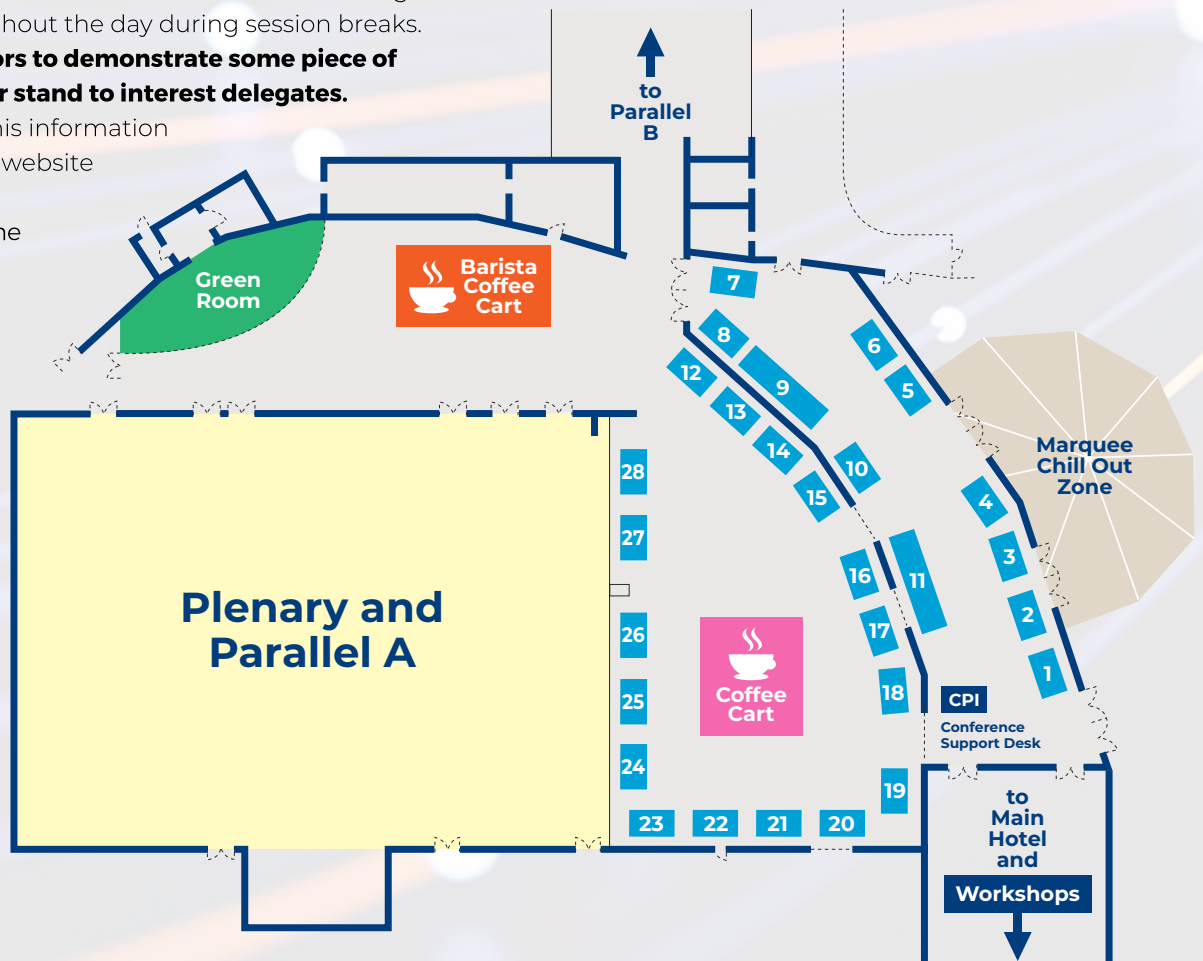 hout the day during session breaks.
ors to demonstrate some piece of
r stand to interest delegates.
his information
website
ne
to
Parallel
B
Green
Room
Barista
Coffee
Cart
7
8
6
12
9
5
13
Marquee
Chill Out
Zone
14
10
28
15
4
27
3
16
11
Plenary and
Parallel A
2
26
17
1
Coffee
Cart
18
CPI
25
Conference
Support Desk
24
19
to
Main
Hotel
and
Workshops
23
22
21
20